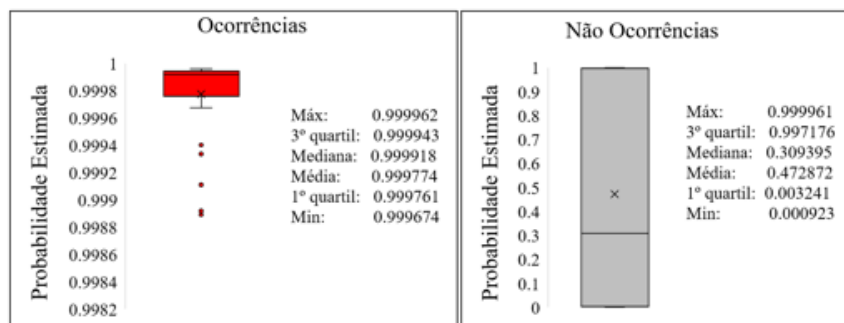 Ocorrências
Probabilidade Estimada
1
0.9998
0.9996
0.9994
0.9992
0.999
0.9988
0.9986
0.9984
0.9982
Máx: 0.999962
3º quartil: 0.999943
Mediana: 0.999918
Média: 0.999774
1º quartil: 0.999761
Min: 0.999674
Não Ocorrências
Probabilidade Estimada
1
0.9
0.8
0.7
0.6
0.5
0.4
0.3
0.2
0.1
0
Máx: 0.999961
3º quartil: 0.997176
Mediana: 0.309395
Média: 0.472872
1º quartil: 0.003241
Min: 0.000923